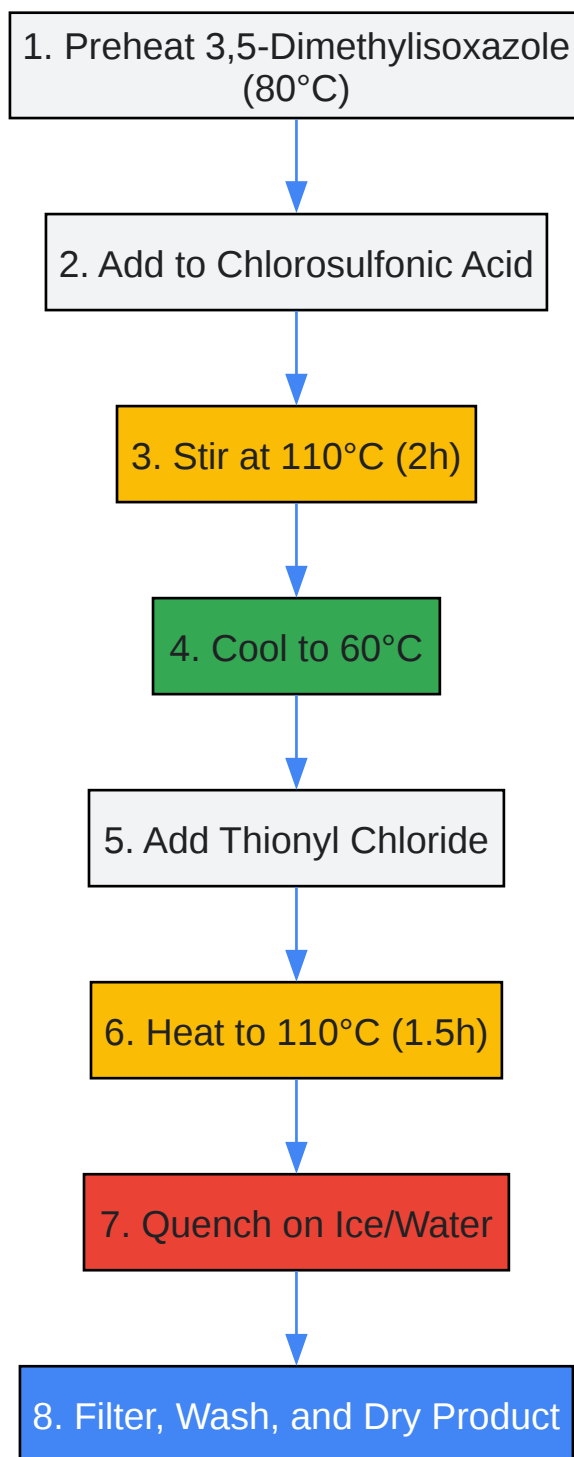 1. Preheat 3,5-Dimethylisoxazole
(80°C)
2. Add to Chlorosulfonic Acid
3. Stir at 110°C (2h)
4. Cool to 60°C
5. Add Thionyl Chloride
6. Heat to 110°C (1.5h)
7. Quench on Ice/Water
8. Filter, Wash, and Dry Product